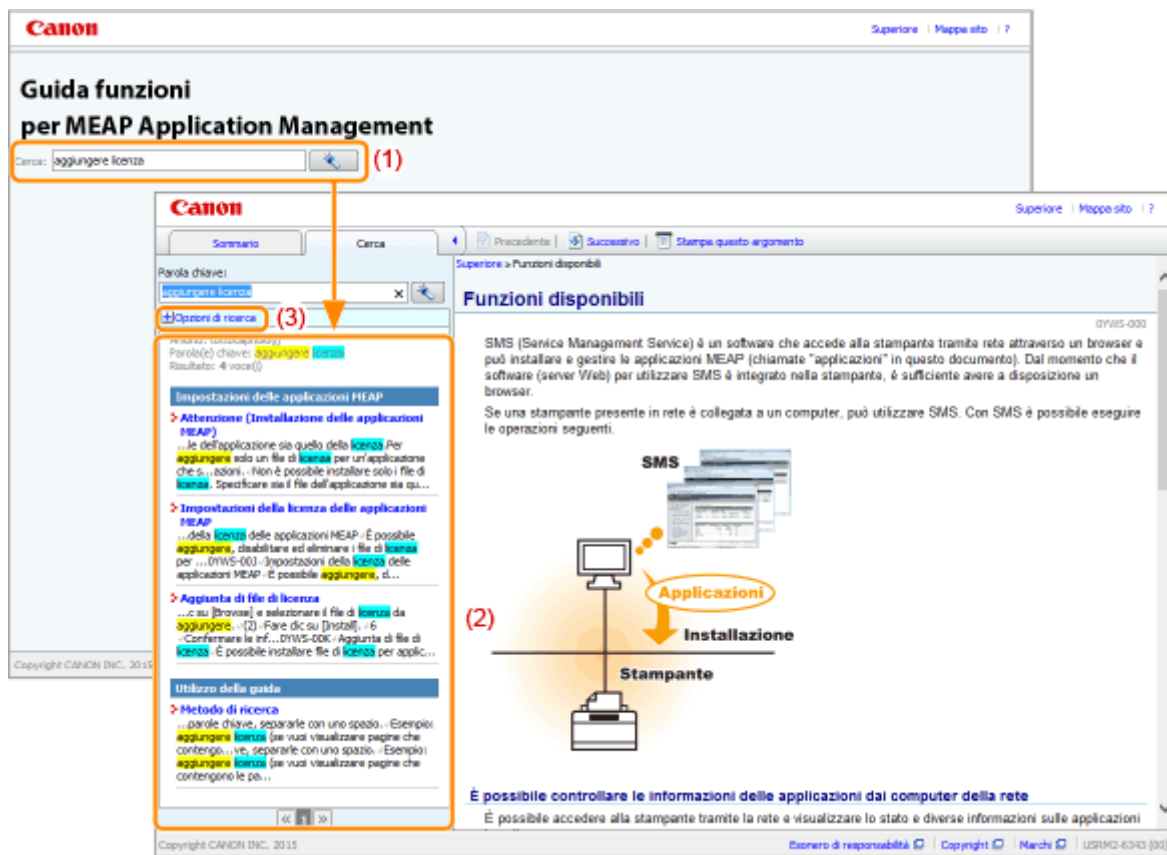 Canon
Superiore | Mappa sito | ?
Guida funzioni
per MEAP Application Management
Cerca: aggiungere licenza
(1)
Canon
Superiore | Mappa sito | ?
Sommario
Cerca
Precedente | Successivo | Stampa questo argomento
Parola chiave:
aggiungere licenza
x
Opzioni di ricerca
(3)
Parola(e) chiave: aggiungere licenza
Risultato: 4 voce(i)
Impostazioni delle applicazioni MEAP
Attenzione (Installazione delle applicazioni
MEAP)
...le dell'applicazione sia quello della licenza.Per
aggiungere solo un file di licenza per un'applicazione
che s...azioni.-Non è possibile installare solo i file di
licenza. Specificare sia il file dell'applicazione sia qu...
Impostazioni della licenza delle applicazioni
MEAP
...della licenza delle applicazioni MEAP-È possibile
aggiungere, disabilitare ed eliminare i file di licenza
per ...0YWS-00J-Impostazioni della licenza delle
applicazioni MEAP-È possibile aggiungere, d...
Aggiunta di file di licenza
...c su [Browse] e selezionare il file di licenza da
aggiungere.-(2)-Fare clic su [Install].-6
-Confermare le inf...0YWS-00K-Aggiunta di file di
licenza-È possibile installare file di licenza per applic...
Utilizzo della guida
Metodo di ricerca
...parole chiave, separarle con uno spazio.-Esempio:
aggiungere licenza (se vuoi visualizzare pagine che
contengo...ve, separarle con uno spazio.-Esempio:
aggiungere licenza (se vuoi visualizzare pagine che
contengono le pa...
« 1 »
(2)
Superiore » Funzioni disponibili
Funzioni disponibili
0YWS-000
SMS (Service Management Service) è un software che accede alla stampante tramite rete attraverso un browser e
può installare e gestire le applicazioni MEAP (chiamate "applicazioni" in questo documento). Dal momento che il
software (server Web) per utilizzare SMS è integrato nella stampante, è sufficiente avere a disposizione un
browser.
Se una stampante presente in rete è collegata a un computer, può utilizzare SMS. Con SMS è possibile eseguire
le operazioni seguenti.
SMS
Applicazioni
Installazione
Stampante
È possibile controllare le informazioni delle applicazioni dal computer della rete
È possibile accedere alla stampante tramite la rete e visualizzare lo stato e diverse informazioni sulle applicazioni
Copyright CANON INC. 2015
Copyright CANON INC. 2015
Esonero di responsabilità | Copyright | Marchi | USRM2-6343 (00)